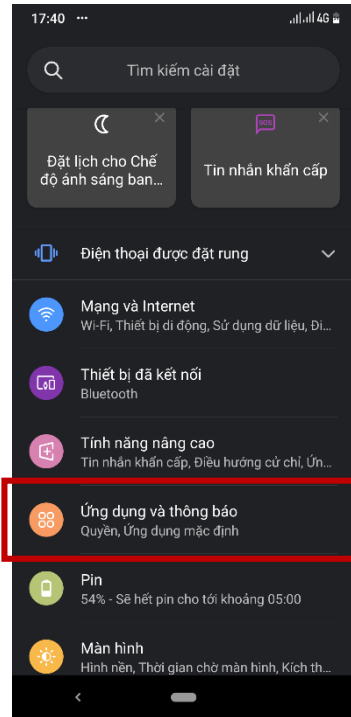 17:40 ··· 4G
Tìm kiếm cài đặt
Đặt lịch cho Chế
độ ánh sáng ban...
SOS
Tin nhắn khẩn cấp
Điện thoại được đặt rung
Mạng và Internet
Wi-Fi, Thiết bị di động, Sử dụng dữ liệu, Đi...
Thiết bị đã kết nối
Bluetooth
Tính năng nâng cao
Tin nhắn khẩn cấp, Điều hướng cử chỉ, Ứn...
Ứng dụng và thông báo
Quyền, Ứng dụng mặc định
Pin
54% - Sẽ hết pin cho tới khoảng 05:00
Màn hình
Hình nền, Thời gian chờ màn hình, Kích th...